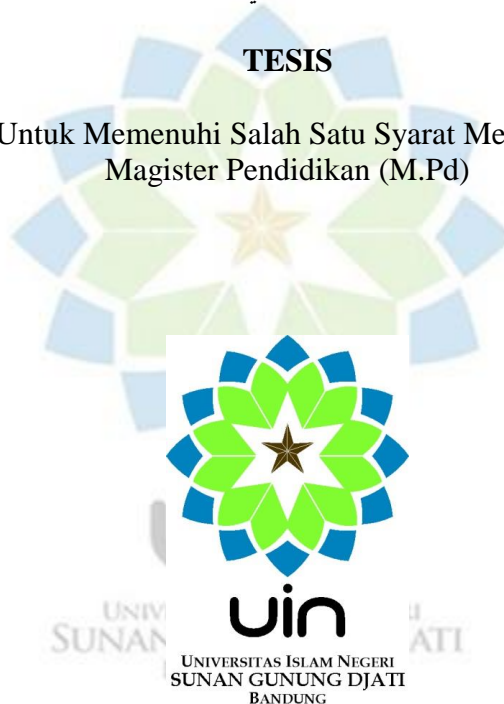 TESIS
Untuk Memenuhi Salah Satu Syarat Me
Magister Pendidikan (M.Pd)
uin
UNIVERSITAS ISLAM NEGERI
SUNAN GUNUNG DJATI
BANDUNG